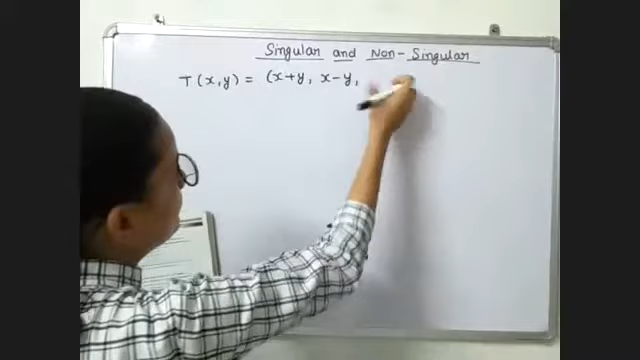 Singular and Non-Singular
T(x,y) = (x+y, x-y,